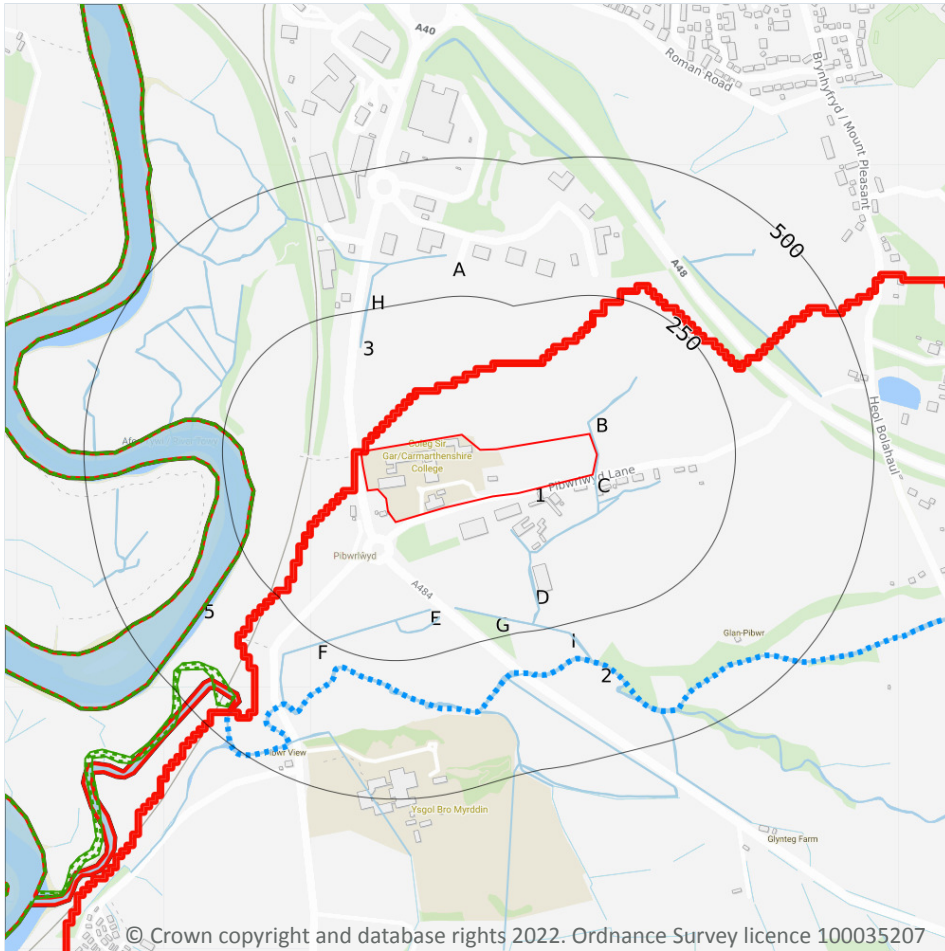 A40
Roman Road
Brynhyfryd / Mount Pleasant
500
A48
A
H
250
3
Heol Bolahaul
B
Coleg Sir
Gar/Carmarthenshire
College
Pibwrlwyd Lane
C
1
Pibwrlwyd
A484
D
5
E
G
F
i
2
Glan-Pibwr
Ysgol Bro Myrddin
Glynteg Farm
© Crown copyright and database rights 2022. Ordnance Survey licence 100035207